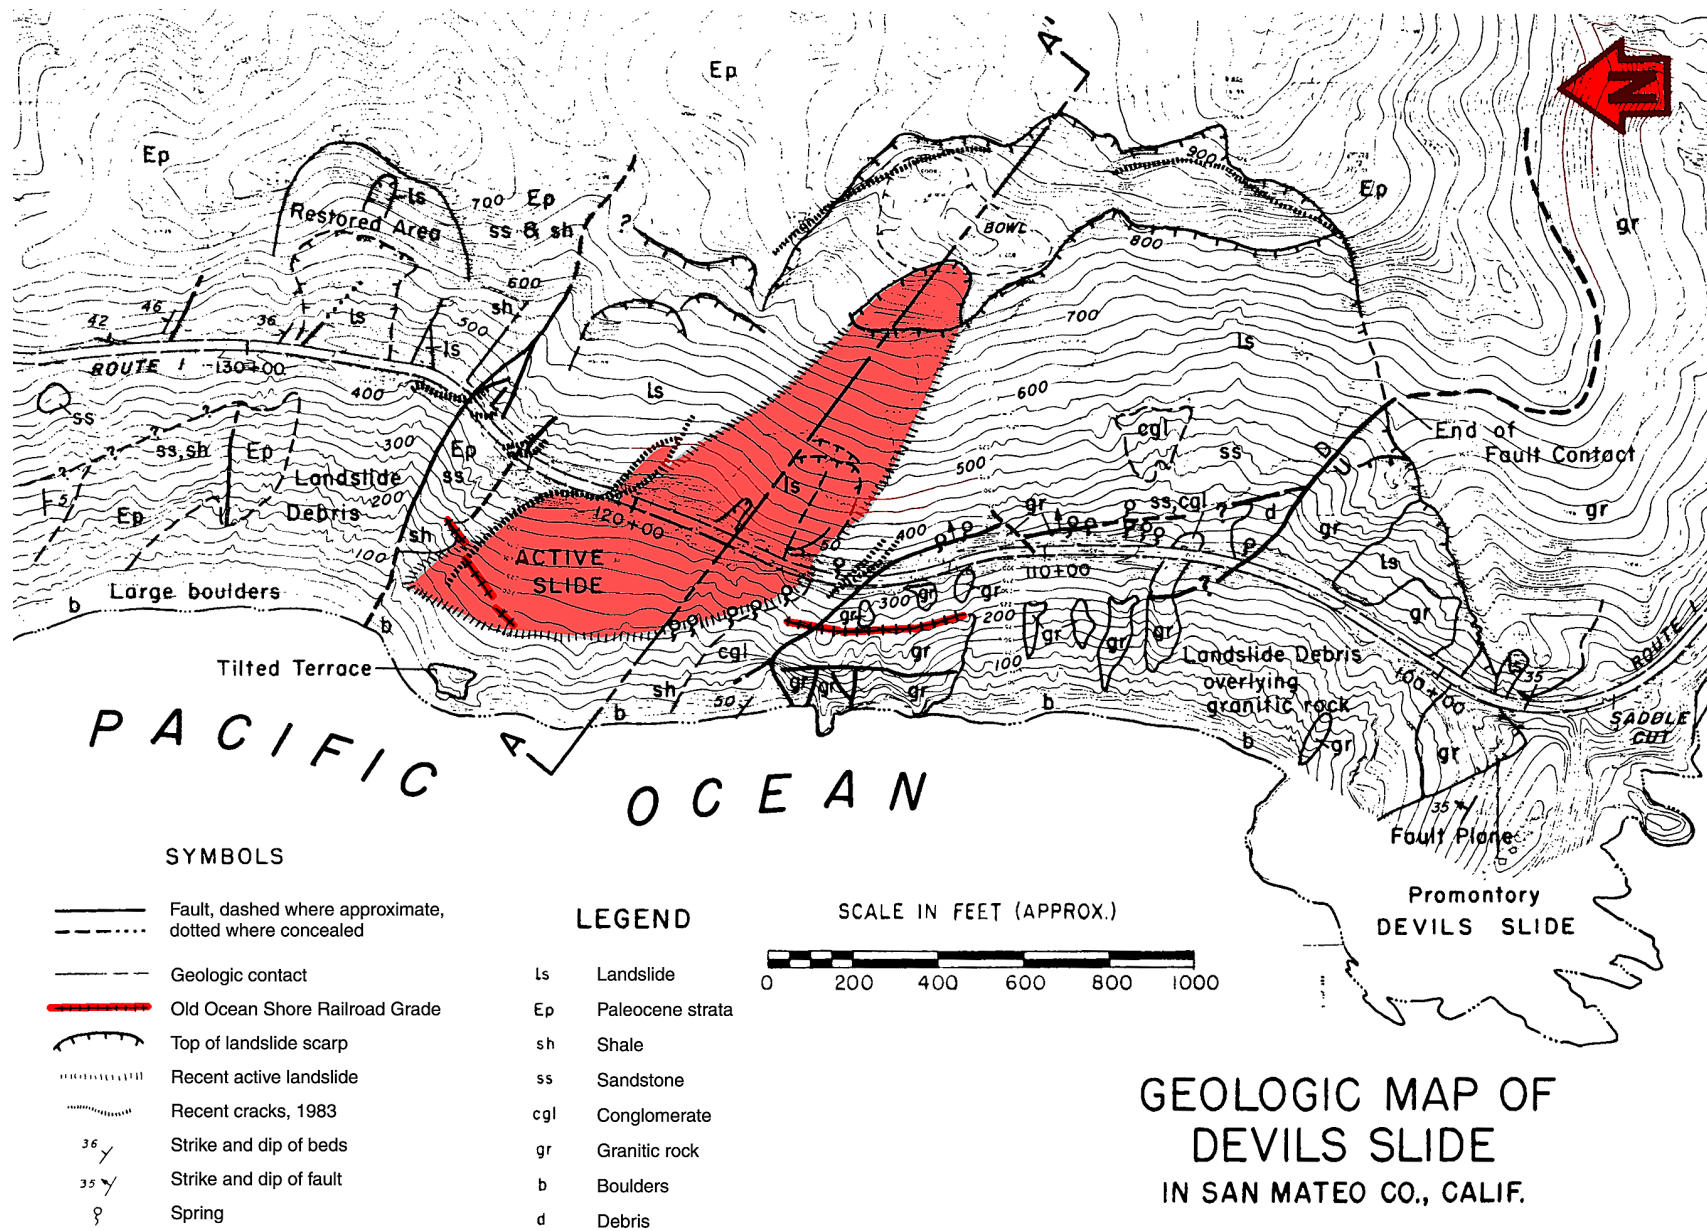 A'
Ep
N
Ep
900
Ep
ls
700
Ep
Restored Area
ss & sh
?
BOWL
800
gr
600
sh
46
42
36
ls
500
ls
700
ls
ROUTE 1
130+00
400
ls
600
ss
cgl
End of
Fault Contact
D
U
300
?
?
?
?
ss,sh
Ep
Ep
ss
500
ss
Landslide
200
Debris
ls
5
Ep
120+00
50
400
gr
ss,cgl
?
d
gr
gr
sh
100
ACTIVE
SLIDE
110+00
ls
Large boulders
b
b
gr
300
gr
gr
200
?
gr
cgl
gr
gr
gr
gr
100
Landslide Debris
overlying
granitic rock
Tilted Terrace
sh
50
gr
gr
gr
b
b
b
100+00
ls
35
ROUTE 1
SADDLE
CUT
gr
gr
A
35
Fault Plane
PACIFIC
OCEAN
Promontory
DEVILS SLIDE
SYMBOLS
Fault, dashed where approximate,
dotted where concealed
Geologic contact
Old Ocean Shore Railroad Grade
Top of landslide scarp
Recent active landslide
Recent cracks, 1983
36
Strike and dip of beds
35
Strike and dip of fault
Spring
LEGEND
ls Landslide
Ep Paleocene strata
sh Shale
ss Sandstone
cgl Conglomerate
gr Granitic rock
b Boulders
d Debris
SCALE IN FEET (APPROX.)
0 200 400 600 800 1000
GEOLOGIC MAP OF
DEVILS SLIDE
IN SAN MATEO CO., CALIF.